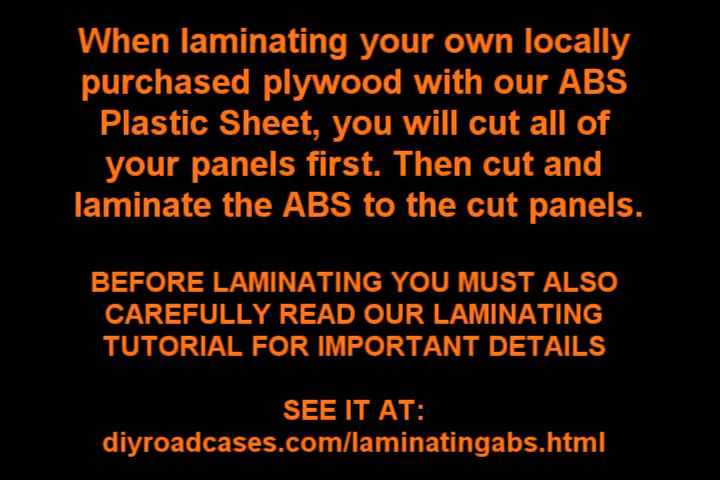 When laminating your own locally
purchased plywood with our ABS
Plastic Sheet, you will cut all of
your panels first. Then cut and
laminate the ABS to the cut panels.
BEFORE LAMINATING YOU MUST ALSO
CAREFULLY READ OUR LAMINATING
TUTORIAL FOR IMPORTANT DETAILS
SEE IT AT:
diyroadcases.com/laminatingabs.html